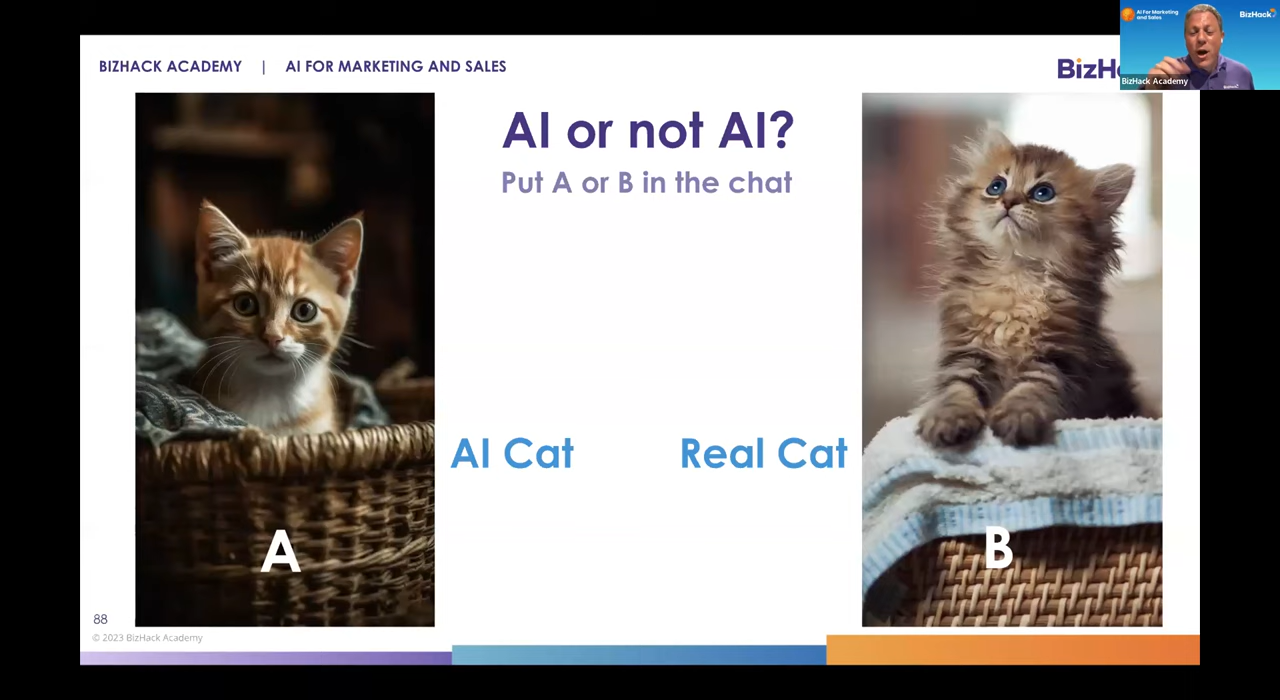 BIZHACK ACADEMY | AI FOR MARKETING AND SALES
BizH
AI For Marketing
and Sales
BizHack
BizHack Academy
AI or not AI?
Put A or B in the chat
AI Cat
Real Cat
A
B
88
© 2023 BizHack Academy